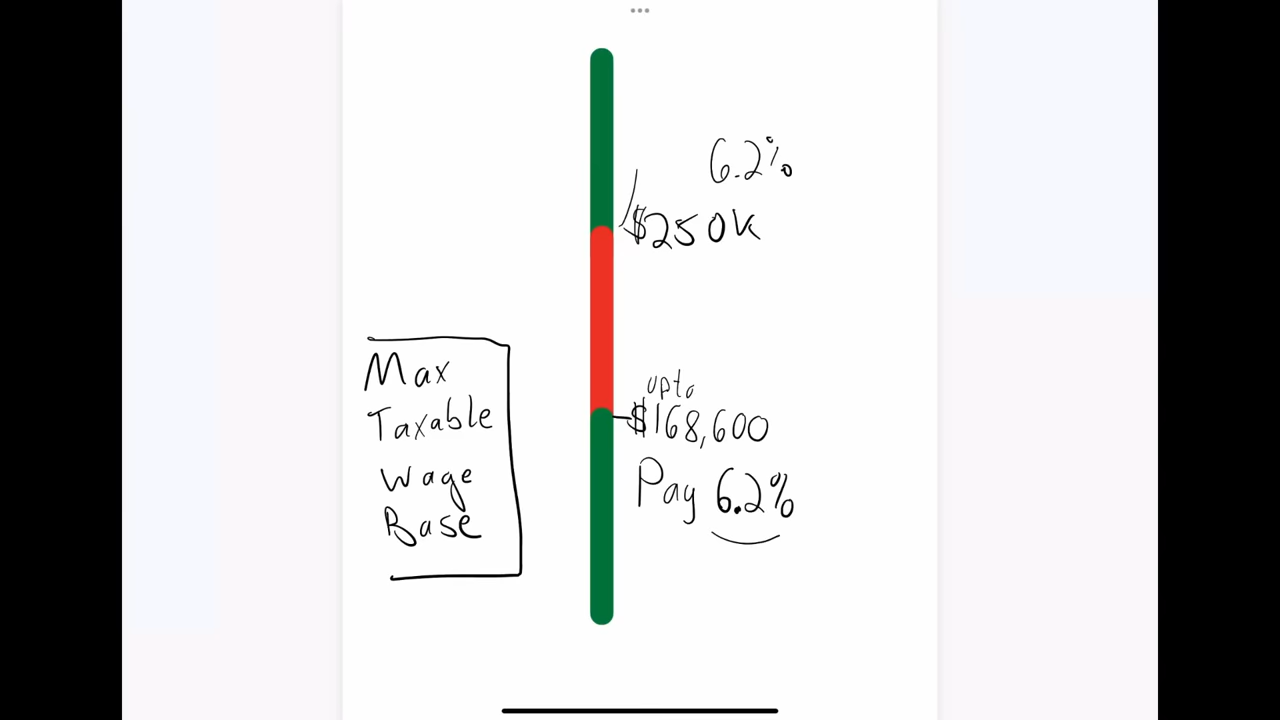 6.2%
$250K
Max
Taxable
Wage
Base
upto
$168,600
Pay 6.2%